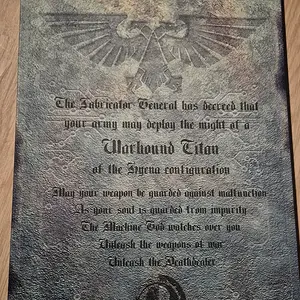 The Fabricator General has decreed that
your army may deploy the might of a
Warhound Titan
of the Hyena configuration
May your weapon be guarded against malfunction
As your soul is guarded from impurity
The Machine God watches over you
Unleash the weapons of war
Unleash the Deathdealer